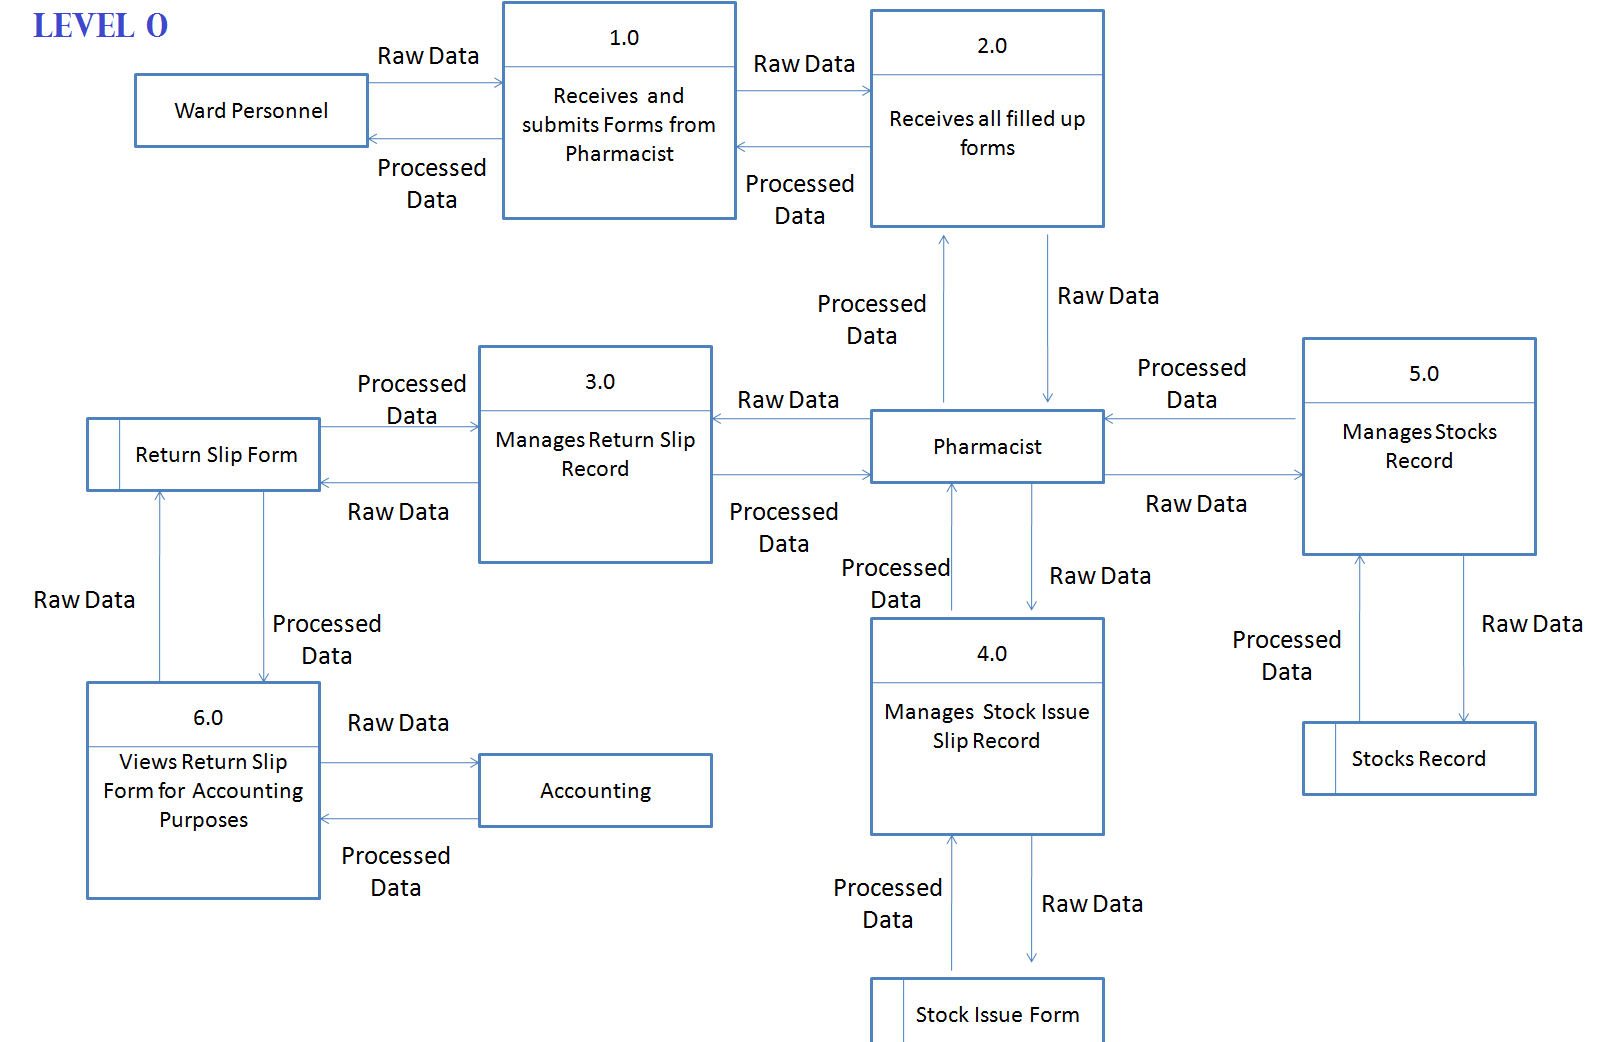 LEVEL 0
Raw Data
Ward Personnel
Processed
Data
1.0
Receives and
submits Forms from
Pharmacist
Raw Data
Processed
Data
2.0
Receives all filled up
forms
Processed
Data
Raw Data
Processed
Data
Return Slip Form
Raw Data
3.0
Manages Return Slip
Record
Raw Data
Processed
Data
Pharmacist
Processed
Data
Raw Data
5.0
Manages Stocks
Record
Processed
Data
Raw Data
Raw Data
Processed
Data
Processed
Data
Raw Data
Stocks Record
6.0
Views Return Slip
Form for Accounting
Purposes
Raw Data
Accounting
Processed
Data
4.0
Manages Stock Issue
Slip Record
Processed
Data
Raw Data
Stock Issue Form